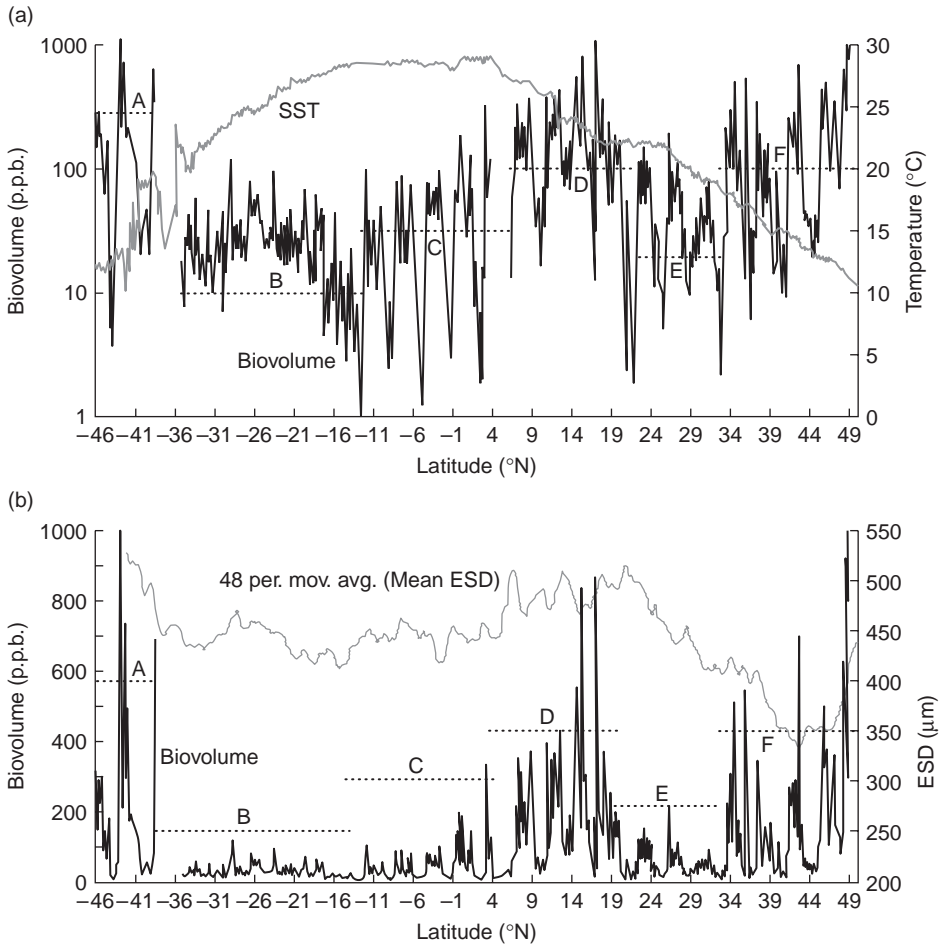 (a)
1000
100
10
1
Biovolume (p.p.b.)
A
SST
B
Biovolume
C
D
E
F
30
25
20
15
10
5
0
Temperature (°C)
–46 –41 –36 –31 –26 –21 –16 –11 –6 –1 4 9 14 19 24 29 34 39 44 49
Latitude (°N)
(b)
1000
800
600
400
200
0
Biovolume (p.p.b.)
48 per. mov. avg. (Mean ESD)
A
Biovolume
B
C
D
E
F
550
500
450
400
350
300
250
200
ESD (μm)
–46 –41 –36 –31 –26 –21 –16 –11 –6 –1 4 9 14 19 24 29 34 39 44 49
Latitude (°N)